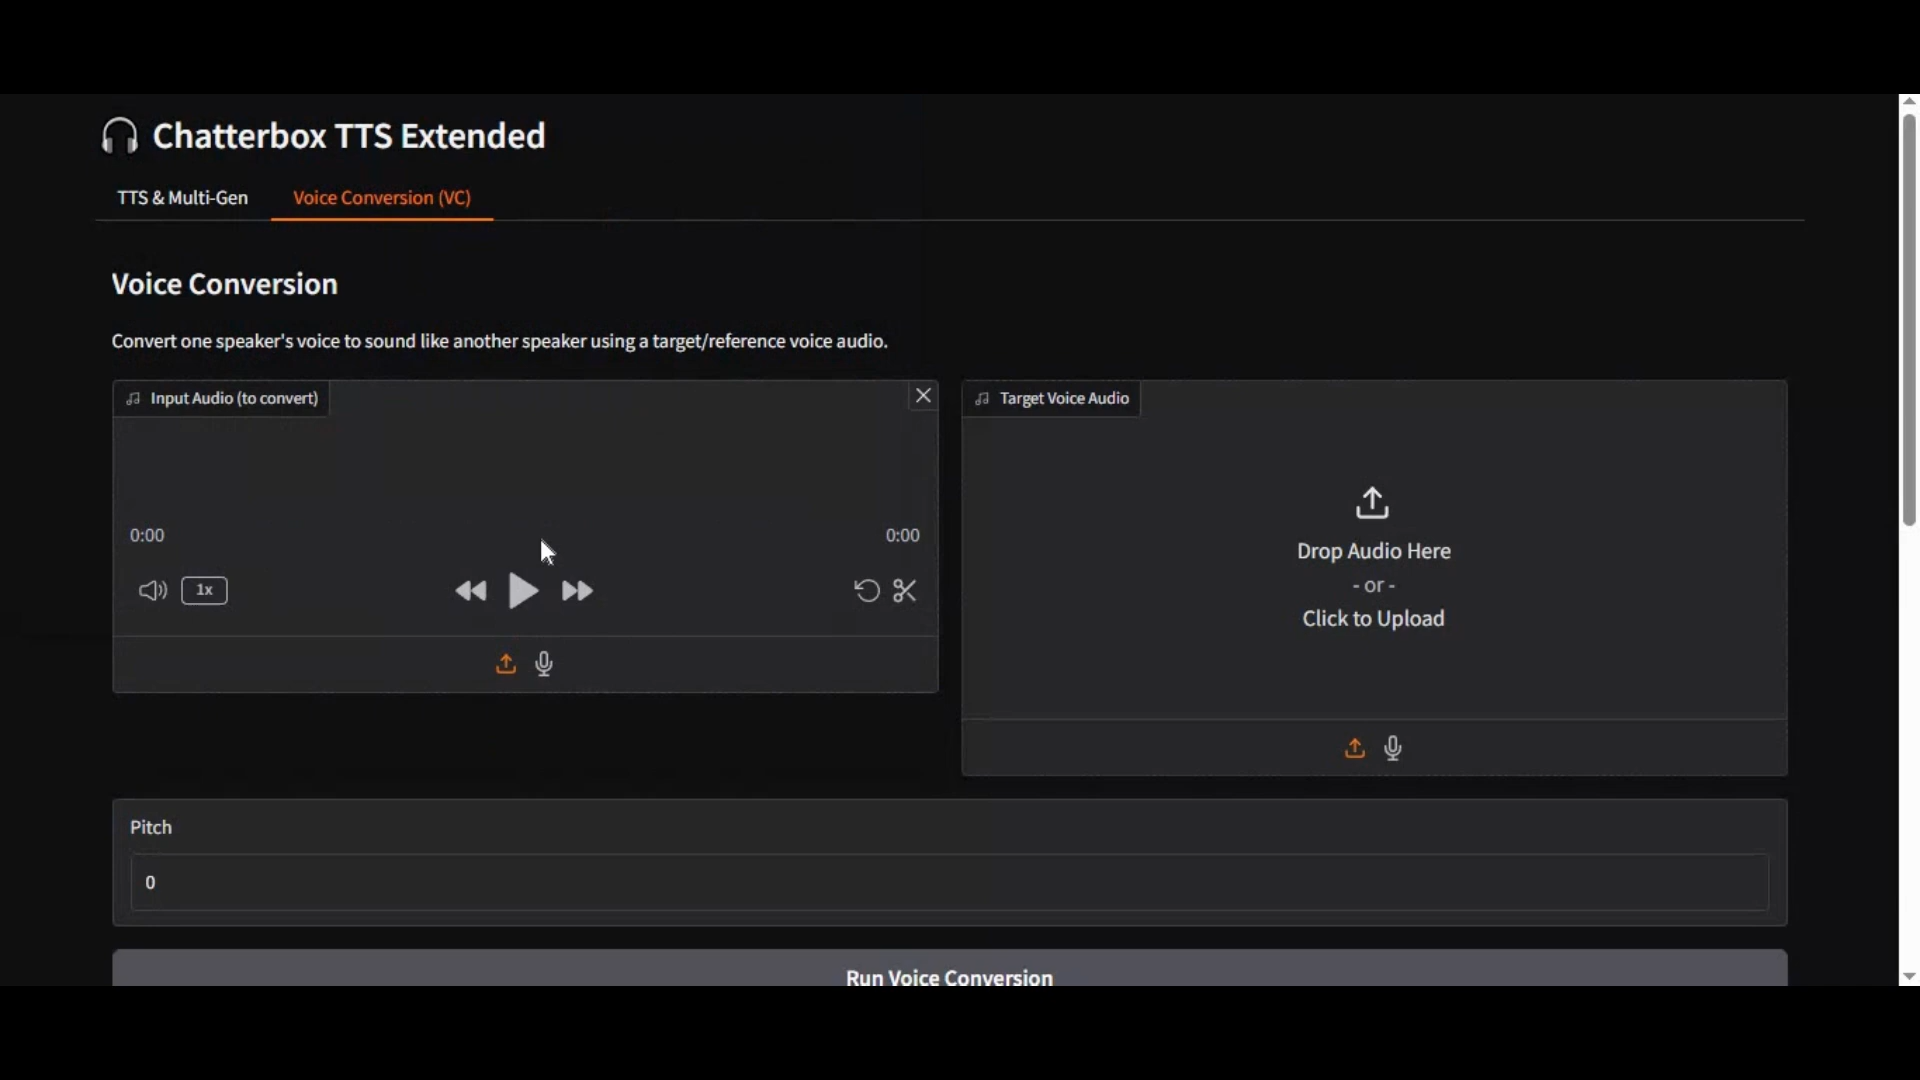 Chatterbox TTS Extended
TTS & Multi-Gen
Voice Conversion (VC)
Voice Conversion
Convert one speaker's voice to sound like another speaker using a target/reference voice audio.
Input Audio (to convert)
0:00
0:00
1x
Target Voice Audio
Drop Audio Here
- or -
Click to Upload
Pitch
0
Run Voice Conversion